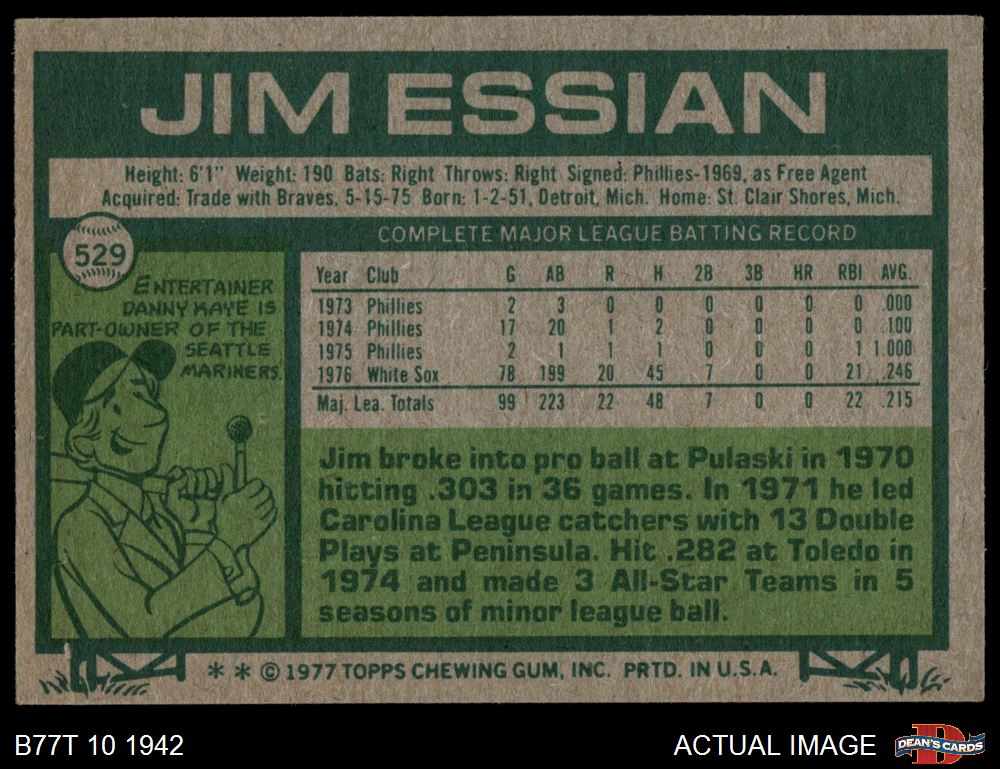 JIM ESSIAN
Height: 6'1" Weight: 190 Bats: Right Throws: Right Signed: Phillies-1969, as Free Agent
Acquired: Trade with Braves, 5-15-75 Born: 1-2-51, Detroit, Mich. Home: St. Clair Shores, Mich.
529
ENTERTAINER
DANNY KAYE IS
PART-OWNER OF THE
SEATTLE
MARINERS.
COMPLETE MAJOR LEAGUE BATTING RECORD
Year Club G AB R H 2B 3B HR RBI AVG.
1973 Phillies 2 3 0 0 0 0 0 0 .000
1974 Phillies 17 20 1 2 0 0 0 0 .100
1975 Phillies 2 1 1 1 0 0 0 1 1.000
1976 White Sox 78 199 20 45 7 0 0 21 .246
Maj. Lea. Totals 99 223 22 48 7 0 0 22 .215
Jim broke into pro ball at Pulaski in 1970
hitting .303 in 36 games. In 1971 he led
Carolina League catchers with 13 Double
Plays at Peninsula. Hit .282 at Toledo in
1974 and made 3 All-Star Teams in 5
seasons of minor league ball.
* * © 1977 TOPPS CHEWING GUM, INC. PRTD. IN U.S.A.
B77T 10 1942
ACTUAL IMAGE
DEAN'S CARDS